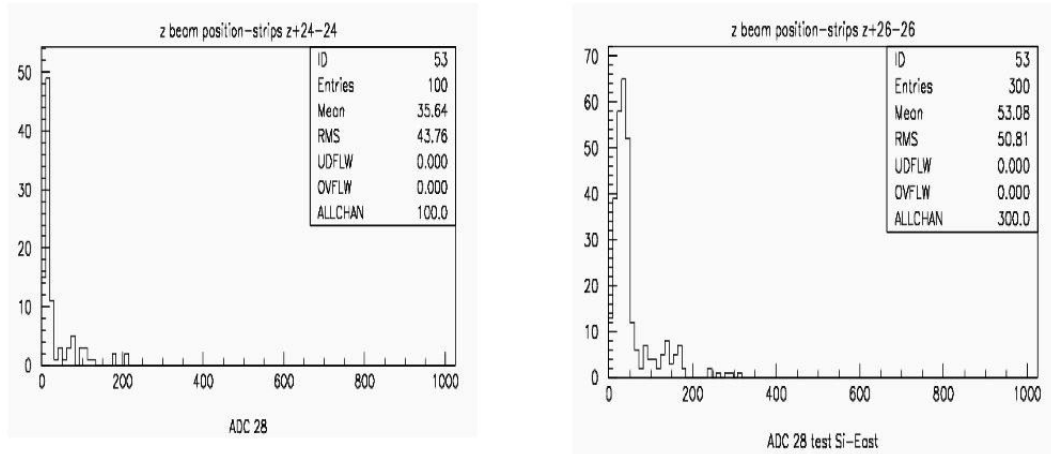 z beam position-strips z+24-24
ID 53
Entries 100
Mean 35.64
RMS 43.76
UDFLW 0.000
OVFLW 0.000
ALLCHAN 100.0
50
40
30
20
10
0
0 200 400 600 800 1000
ADC 28
z beam position-strips z+26-26
ID 53
Entries 300
Mean 53.08
RMS 50.81
UDFLW 0.000
OVFLW 0.000
ALLCHAN 300.0
70
60
50
40
30
20
10
0
0 200 400 600 800 1000
ADC 28 test Si-East